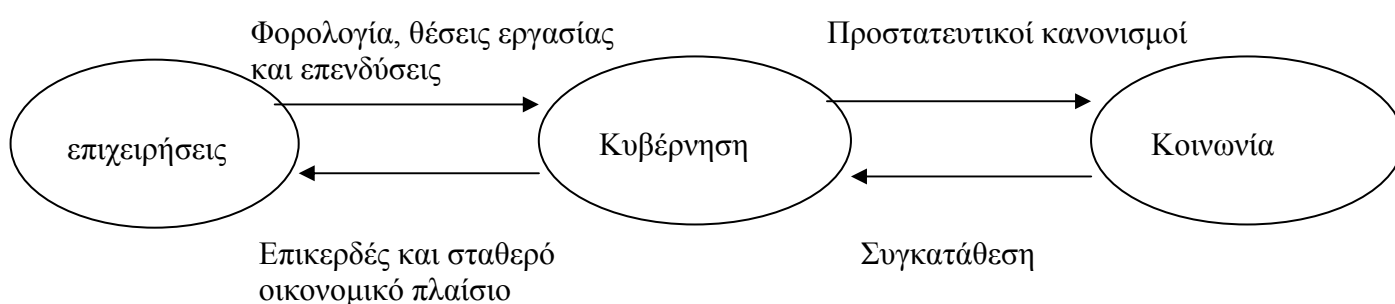 Φορολογία, θέσεις εργασίας
και επενδύσεις
Προστατευτικοί κανονισμοί
επιχειρήσεις
Κυβέρνηση
Κοινωνία
Επικερδές και σταθερό
οικονομικό πλαίσιο
Συγκατάθεση